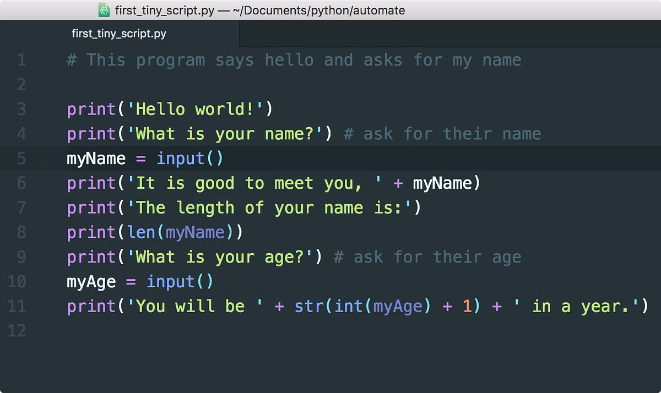 first_tiny_script.py — ~/Documents/python/automate
first_tiny_script.py
1 # This program says hello and asks for my name
2
3 print('Hello world!')
4 print('What is your name?') # ask for their name
5 myName = input()
6 print('It is good to meet you, ' + myName)
7 print('The length of your name is:')
8 print(len(myName))
9 print('What is your age?') # ask for their age
10 myAge = input()
11 print('You will be ' + str(int(myAge) + 1) + ' in a year.')
12